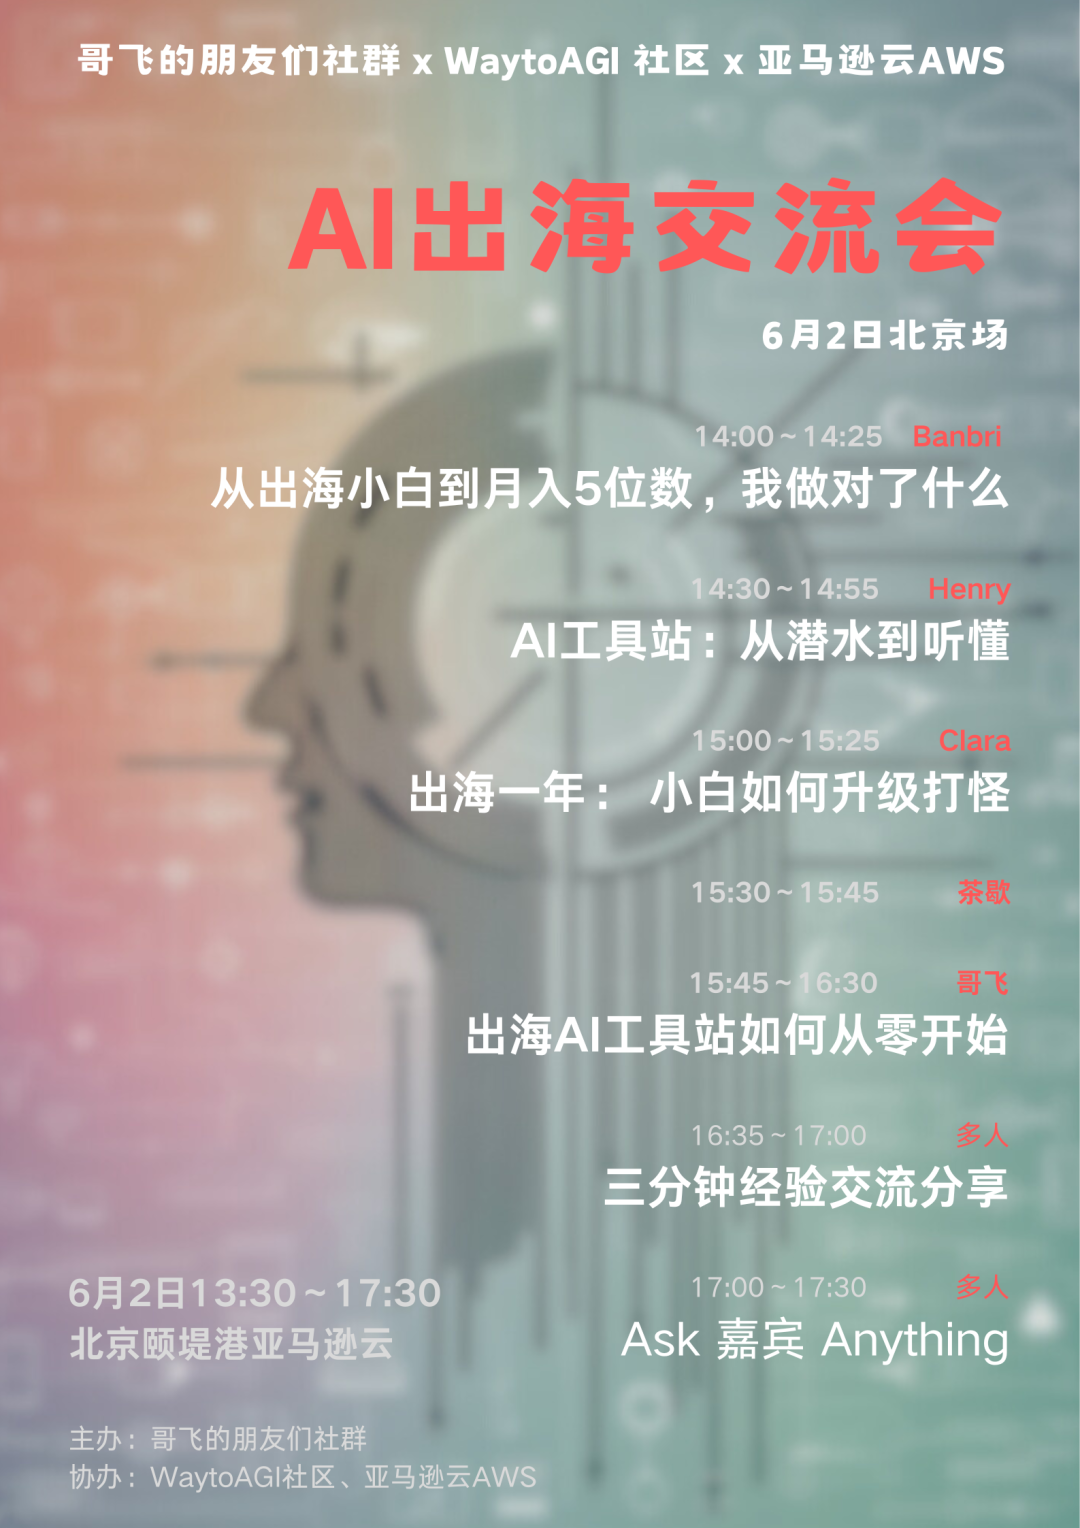 哥飞的朋友们社群 x WaytoAGI 社区 x 亚马逊云AWS
AI出海交流会
6月2日北京场
14:00~14:25 Banbri
从出海小白到月入5位数，我做对了什么
14:30~14:55 Henry
AI工具站：从潜水到听懂
15:00~15:25 Clara
出海一年： 小白如何升级打怪
15:30~15:45 茶歇
15:45~16:30 哥飞
出海AI工具站如何从零开始
16:35~17:00 多人
三分钟经验交流分享
17:00~17:30 多人
Ask 嘉宾 Anything
6月2日13:30~17:30
北京颐堤港亚马逊云
主办：哥飞的朋友们社群
协办：WaytoAGI社区、亚马逊云AWS